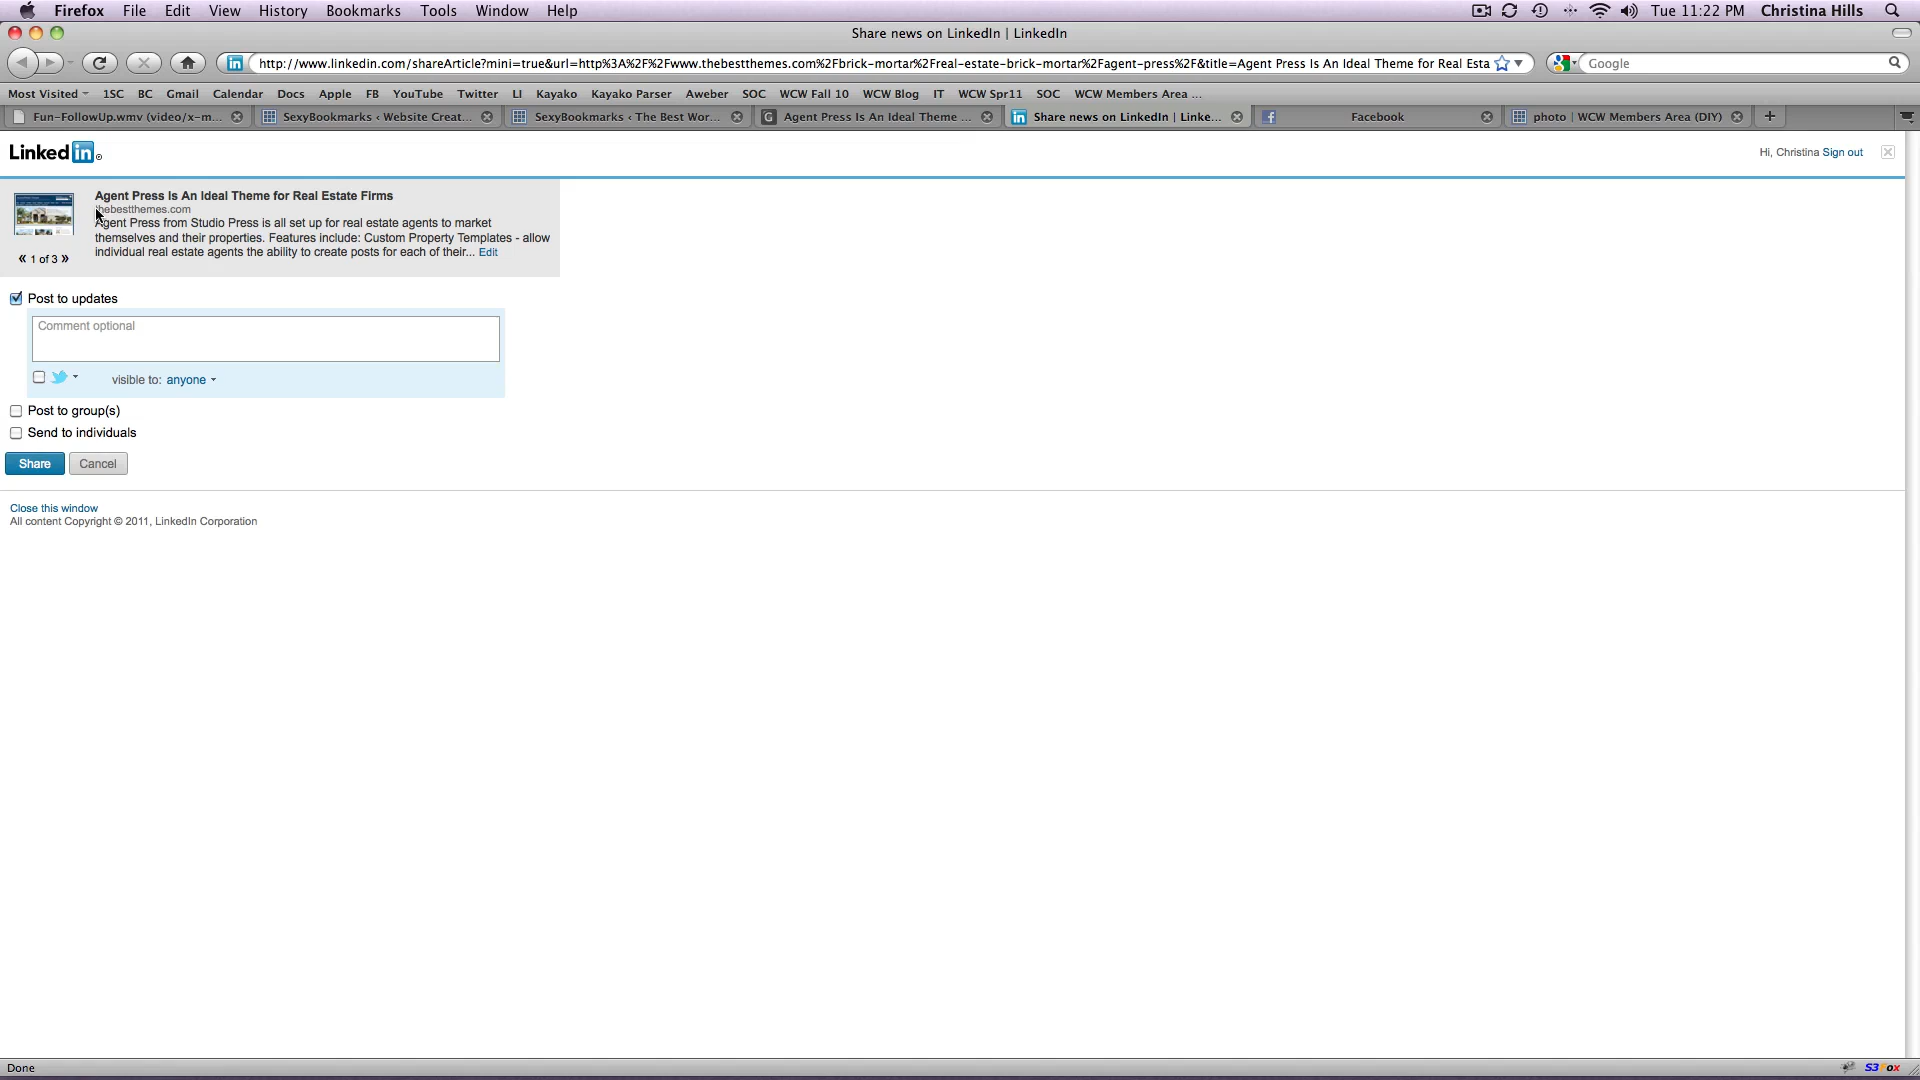 Firefox File Edit View History Bookmarks Tools Window Help Tue 11:22 PM Christina Hills
Share news on LinkedIn | LinkedIn
http://www.linkedin.com/shareArticle?mini=true&url=http%3A%2F%2Fwww.thebestthemes.com%2Fbrick-mortar%2Freal-estate-brick-mortar%2Fagent-press%2F&title=Agent Press Is An Ideal Theme for Real Esta Google
Most Visited 1SC BC Gmail Calendar Docs Apple FB YouTube Twitter LI Kayako Kayako Parser Aweber SOC WCW Fall 10 WCW Blog IT WCW Spr11 SOC WCW Members Area ...
Fun-FollowUp.wmv (video/x-m... SexyBookmarks ‹ Website Creat... SexyBookmarks ‹ The Best Wor... Agent Press Is An Ideal Theme ... Share news on LinkedIn | Linke... Facebook photo | WCW Members Area (DIY)
Linked in ® Hi, Christina Sign out
Agent Press Is An Ideal Theme for Real Estate Firms
thebestthemes.com
Agent Press from Studio Press is all set up for real estate agents to market
themselves and their properties. Features include: Custom Property Templates - allow
individual real estate agents the ability to create posts for each of their... Edit
« 1 of 3 »
Post to updates
Comment optional
visible to: anyone
Post to group(s)
Send to individuals
Share Cancel
Close this window
All content Copyright © 2011, LinkedIn Corporation
Done S3Fox